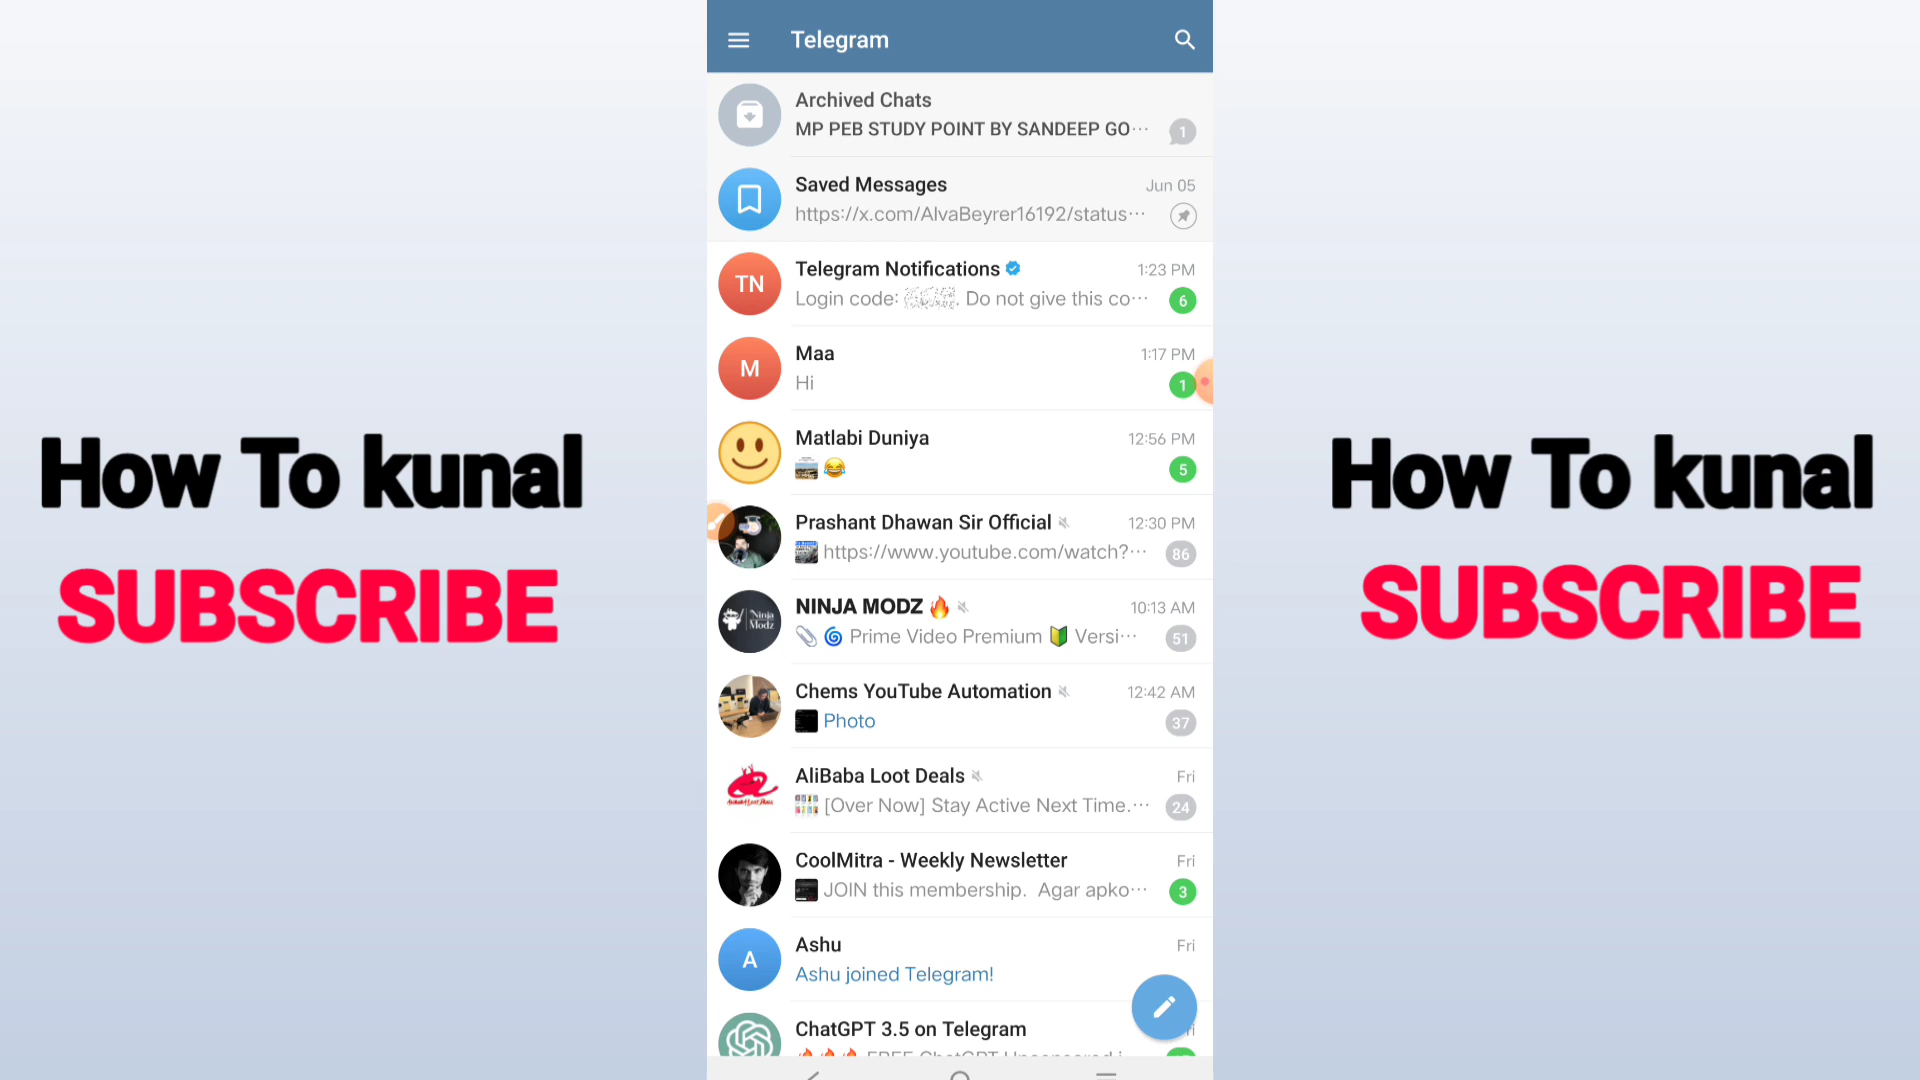 Telegram
Archived Chats
MP PEB STUDY POINT BY SANDEEP GO… 1
Saved Messages Jun 05
https://x.com/AlvaBeyrer16192/status…
TN Telegram Notifications 1:23 PM
Login code: . Do not give this co… 6
M Maa 1:17 PM
Hi 1
Matlabi Duniya 12:56 PM
😂 5
Prashant Dhawan Sir Official 12:30 PM
https://www.youtube.com/watch?… 86
NINJA MODZ 🔥 10:13 AM
Ninja
Modz
📎 🌀 Prime Video Premium 🔰 Versi… 51
Chems YouTube Automation 12:42 AM
Photo 37
AliBaba Loot Deals Fri
[Over Now] Stay Active Next Time.… 24
CoolMitra - Weekly Newsletter Fri
JOIN this membership. Agar apko… 3
A Ashu Fri
Ashu joined Telegram!
ChatGPT 3.5 on Telegram
How To kunal
SUBSCRIBE
How To kunal
SUBSCRIBE